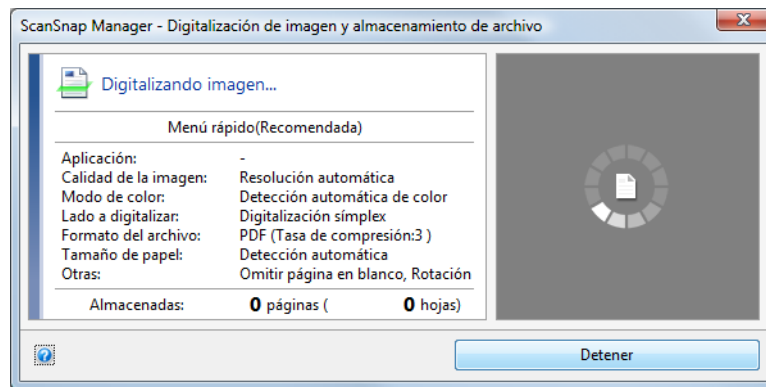 ScanSnap Manager - Digitalización de imagen y almacenamiento de archivo
Digitalizando imagen...
Menú rápido(Recomendada)
Aplicación: -
Calidad de la imagen: Resolución automática
Modo de color: Detección automática de color
Lado a digitalizar: Digitalización símplex
Formato del archivo: PDF (Tasa de compresión:3 )
Tamaño de papel: Detección automática
Otras: Omitir página en blanco, Rotación
Almacenadas: 0 páginas ( 0 hojas)
Detener